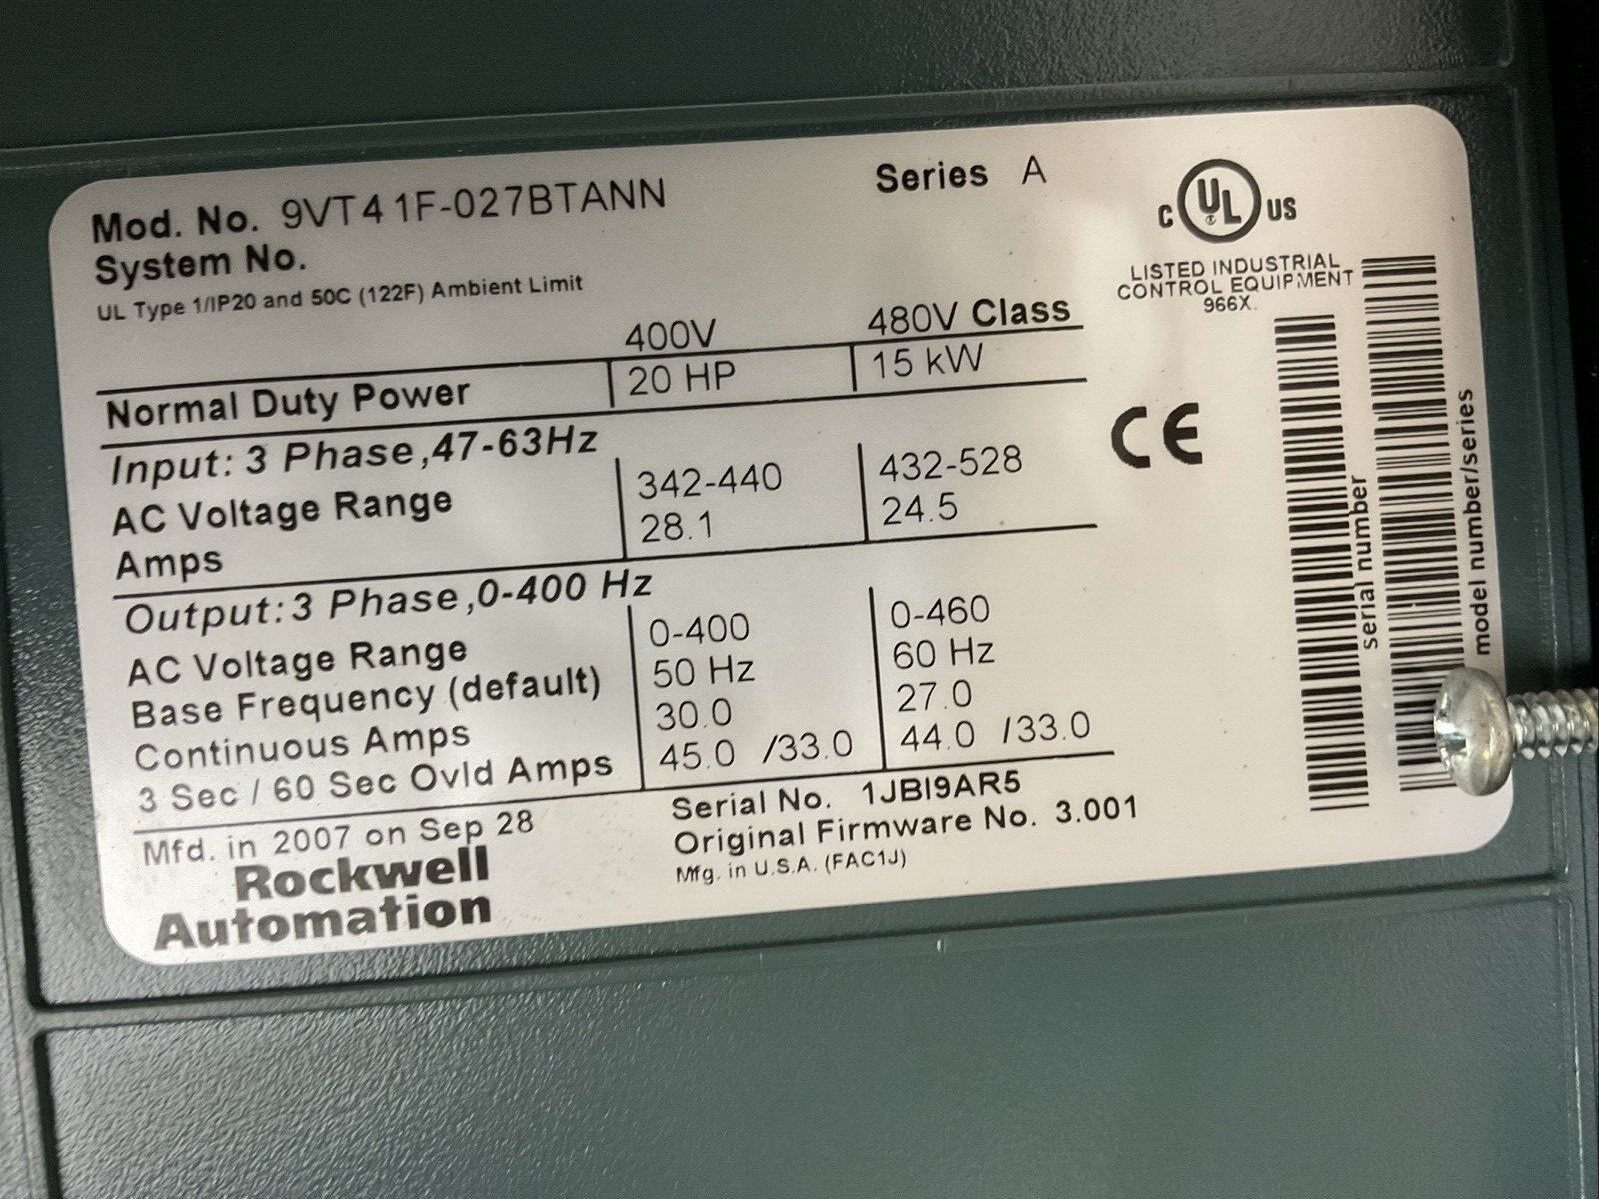 Mod. No. 9VT41F-027BTANN Series A
System No.
UL Type 1/IP20 and 50C (122F) Ambient Limit
C UL US
LISTED INDUSTRIAL
CONTROL EQUIPMENT
966X.
400V 480V Class
Normal Duty Power 20 HP 15 kW
Input: 3 Phase,47-63Hz
AC Voltage Range 342-440 432-528
Amps 28.1 24.5
CE
Output:3 Phase,0-400 Hz
AC Voltage Range 0-400 0-460
Base Frequency (default) 50 Hz 60 Hz
Continuous Amps 30.0 27.0
3 Sec / 60 Sec Ovld Amps 45.0 /33.0 44.0 /33.0
Mfd. in 2007 on Sep 28
Rockwell
Automation
Serial No. 1JBI9AR5
Original Firmware No. 3.001
Mfg. in U.S.A. (FAC1J)
serial number
model number/series